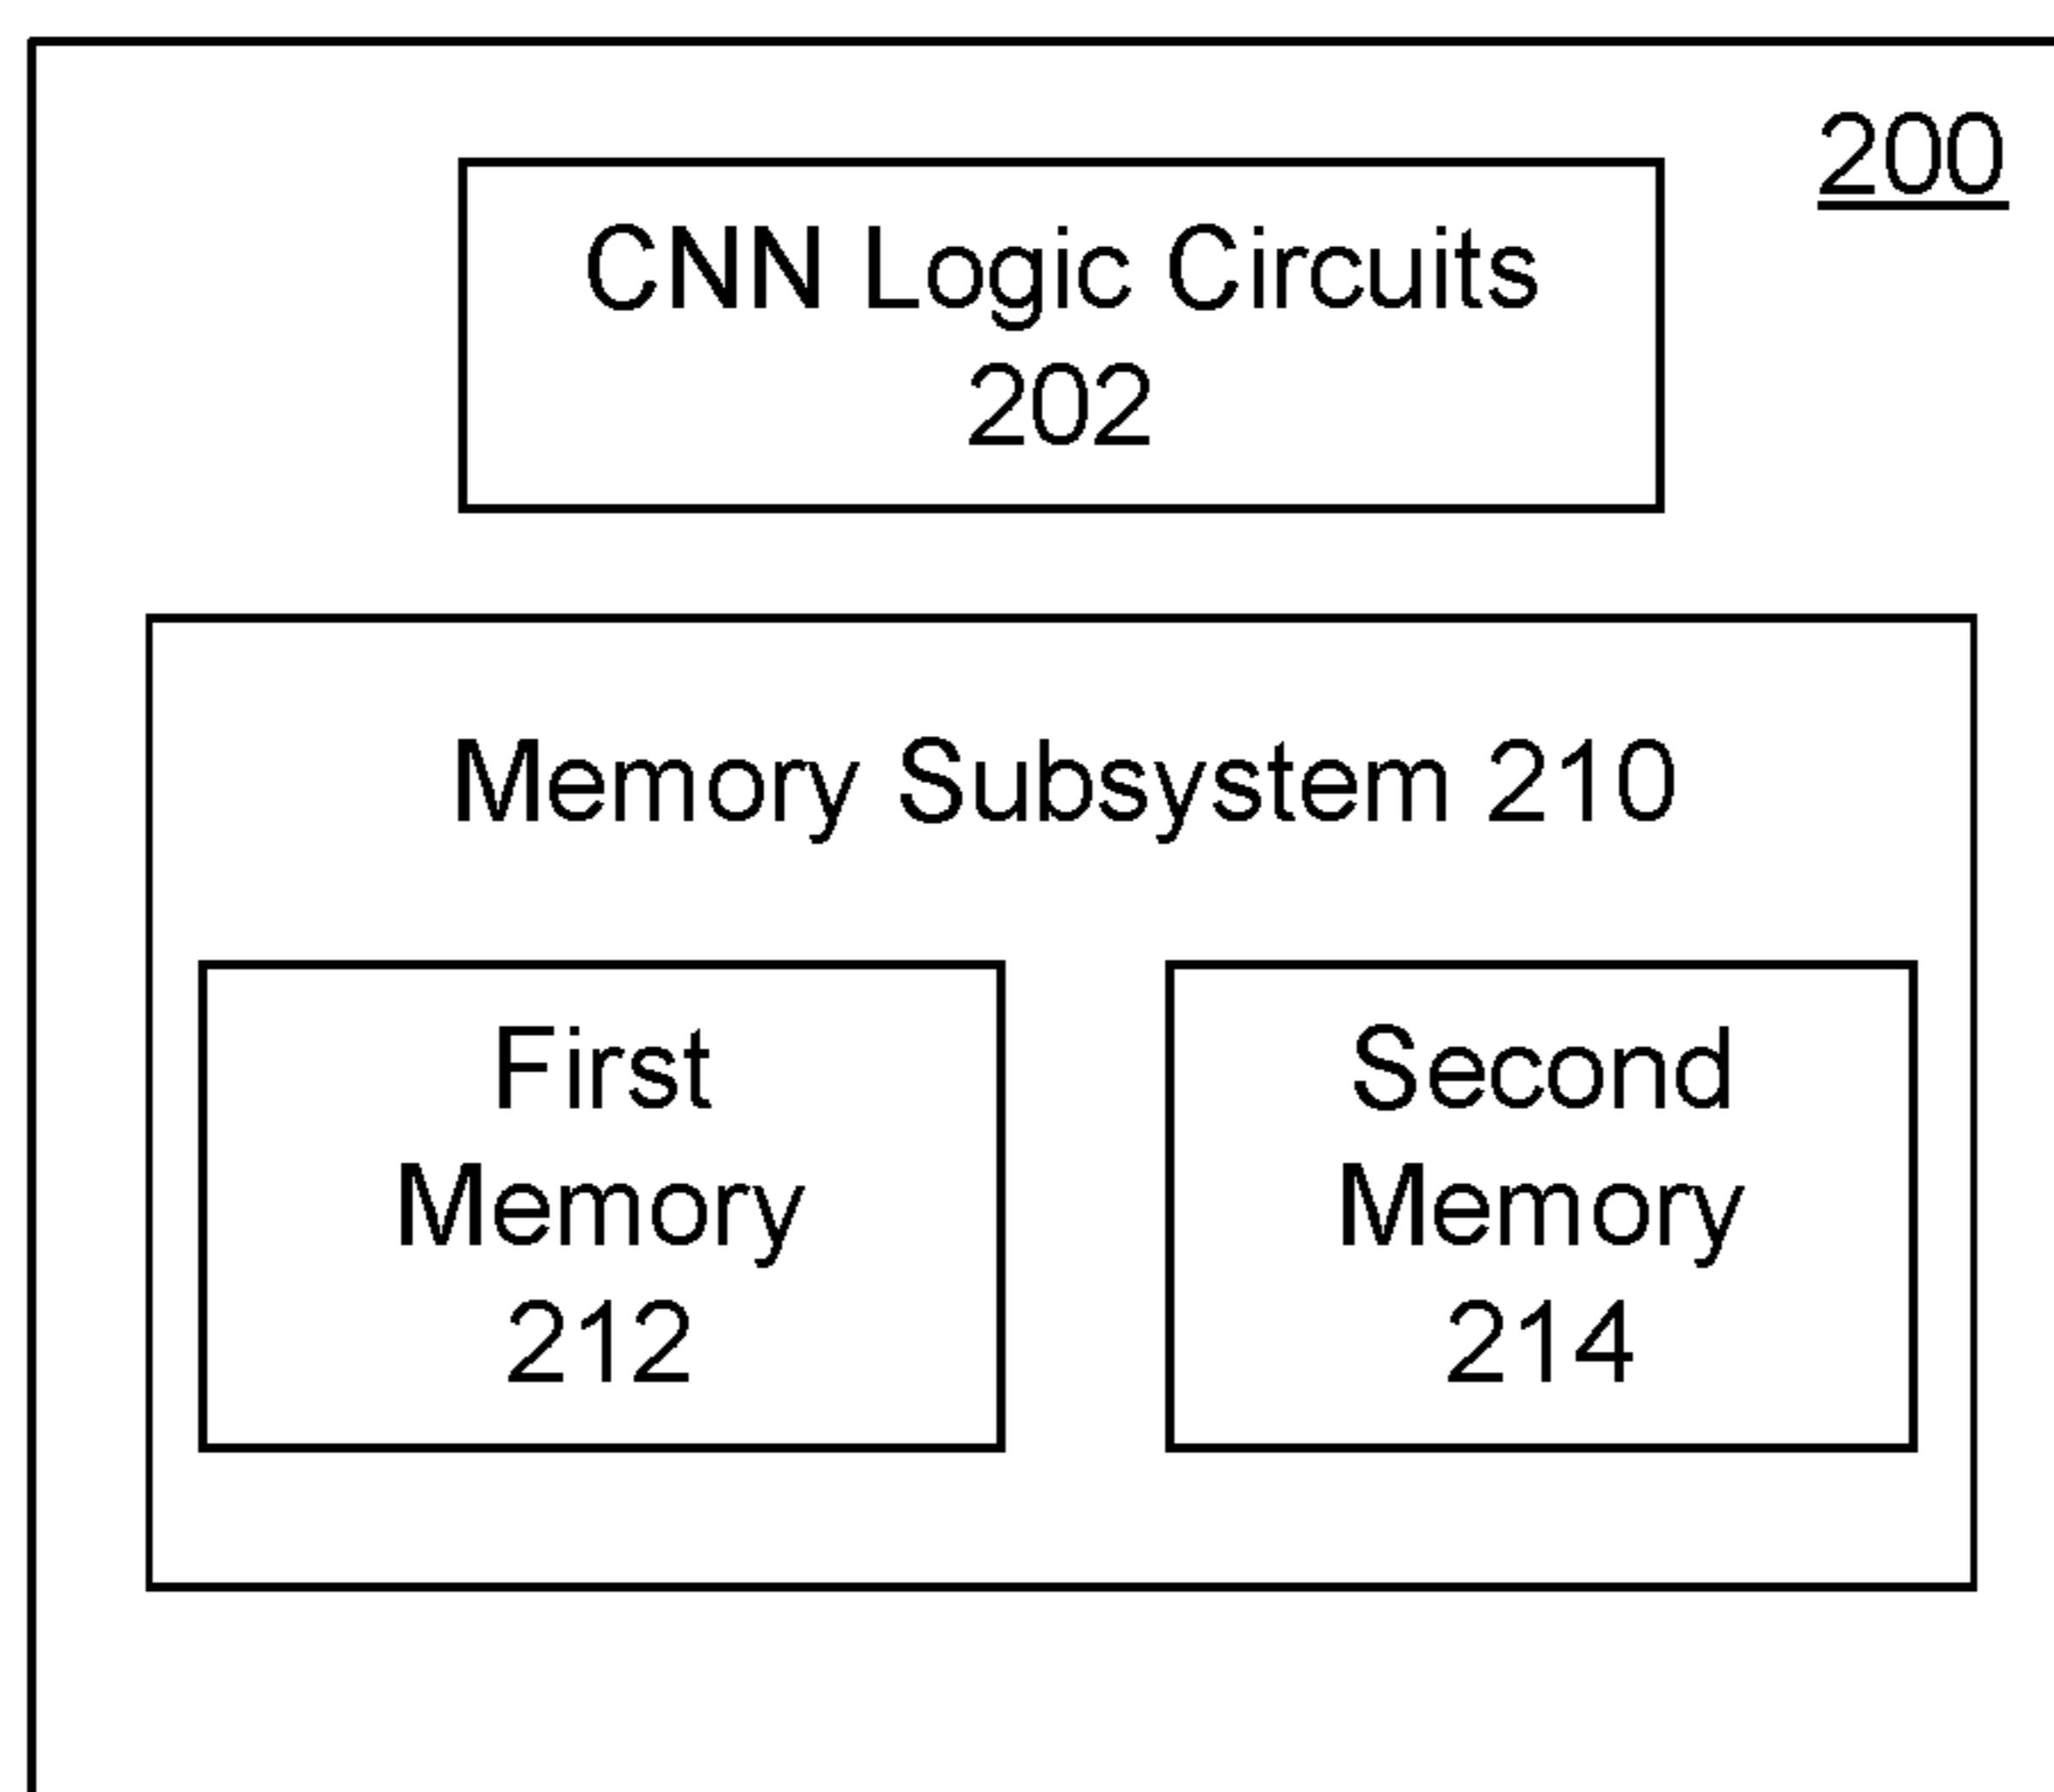 200
CNN Logic Circuits
202
Memory Subsystem 210
First
Memory
212
Second
Memory
214